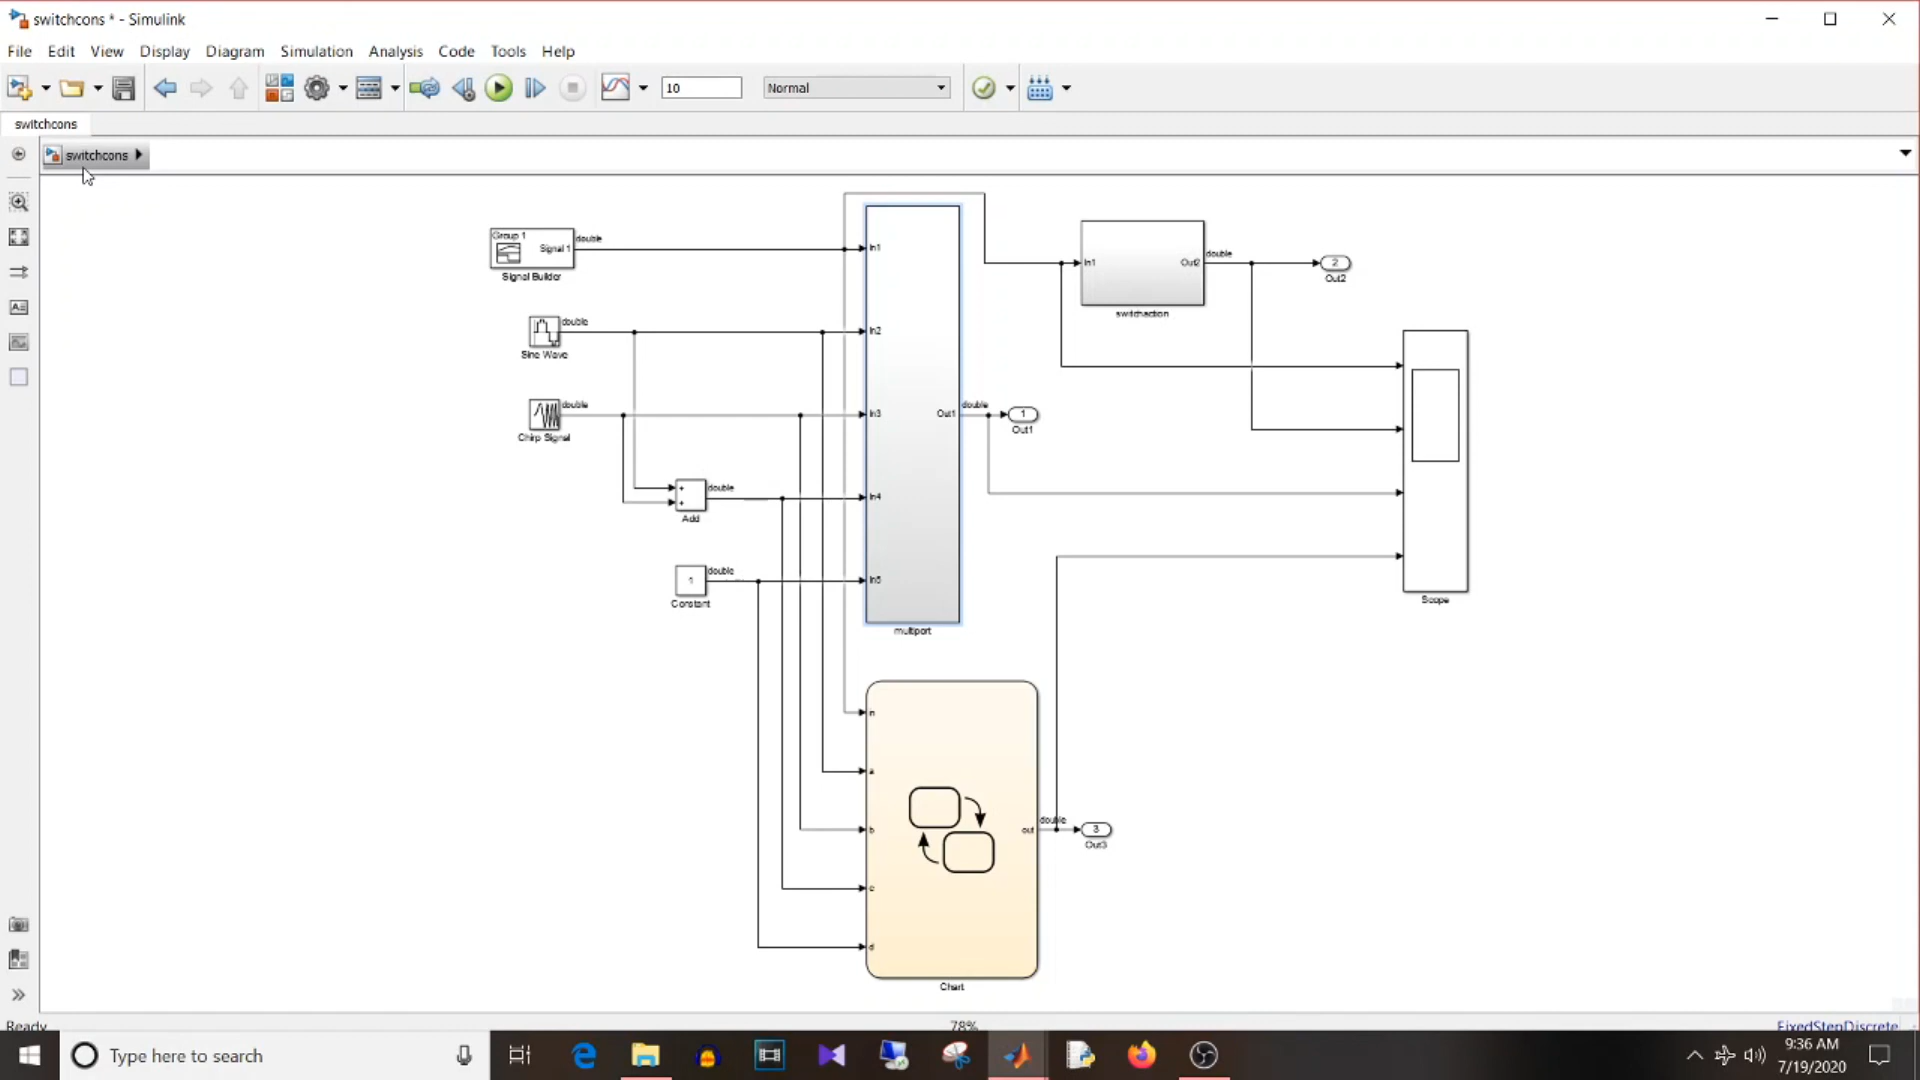 switchcons * - Simulink
File Edit View Display Diagram Simulation Analysis Code Tools Help
10 Normal
switchcons
switchcons
Group 1
Signal 1 double
Signal Builder
double
Sine Wave
double
Chirp Signal
double
Add
1 double
Constant
In1
In2
In3
In4
In5
Out1 double
multiport
1
Out1
In1 Out2 double
switchaction
2
Out2
Scope
in
a
b
c
d
out double
Chart
3
Out3
Ready 78% FixedStepDiscrete
Type here to search
9:36 AM
7/19/2020